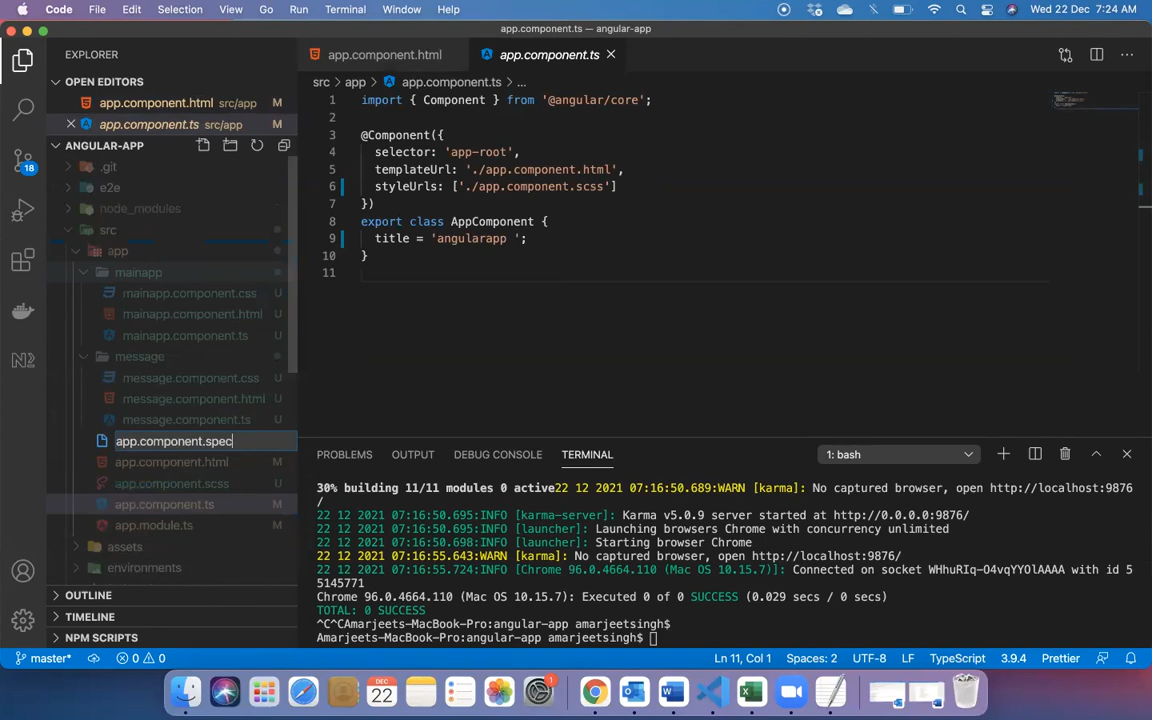 Code File Edit Selection View Go Run Terminal Window Help Wed 22 Dec 7:24 AM
app.component.ts — angular-app
EXPLORER
OPEN EDITORS
app.component.html src/app M
app.component.ts src/app M
ANGULAR-APP
.git
e2e
node_modules
src
app
mainapp
mainapp.component.css U
mainapp.component.html U
mainapp.component.ts U
message
message.component.css U
message.component.html U
message.component.ts U
app.component.spec
app.component.html M
app.component.scss U
app.component.ts M
app.module.ts M
assets
environments
OUTLINE
TIMELINE
NPM SCRIPTS
18
app.component.html app.component.ts
src > app > app.component.ts > ...
1 import { Component } from '@angular/core';
2
3 @Component({
4 selector: 'app-root',
5 templateUrl: './app.component.html',
6 styleUrls: ['./app.component.scss']
7 })
8 export class AppComponent {
9 title = 'angularapp ';
10 }
11
PROBLEMS OUTPUT DEBUG CONSOLE TERMINAL 1: bash
30% building 11/11 modules 0 active22 12 2021 07:16:50.689:WARN [karma]: No captured browser, open http://localhost:9876
/
22 12 2021 07:16:50.695:INFO [karma-server]: Karma v5.0.9 server started at http://0.0.0.0:9876/
22 12 2021 07:16:50.695:INFO [launcher]: Launching browsers Chrome with concurrency unlimited
22 12 2021 07:16:50.698:INFO [launcher]: Starting browser Chrome
22 12 2021 07:16:55.643:WARN [karma]: No captured browser, open http://localhost:9876/
22 12 2021 07:16:55.724:INFO [Chrome 96.0.4664.110 (Mac OS 10.15.7)]: Connected on socket WHhuRIq-O4vqYYOlAAAA with id 5
5145771
Chrome 96.0.4664.110 (Mac OS 10.15.7): Executed 0 of 0 SUCCESS (0.029 secs / 0 secs)
TOTAL: 0 SUCCESS
^C^CAmarjeets-MacBook-Pro:angular-app amarjeetsingh$
Amarjeets-MacBook-Pro:angular-app amarjeetsingh$
master* 0 0 Ln 11, Col 1 Spaces: 2 UTF-8 LF TypeScript 3.9.4 Prettier
DEC
22
1